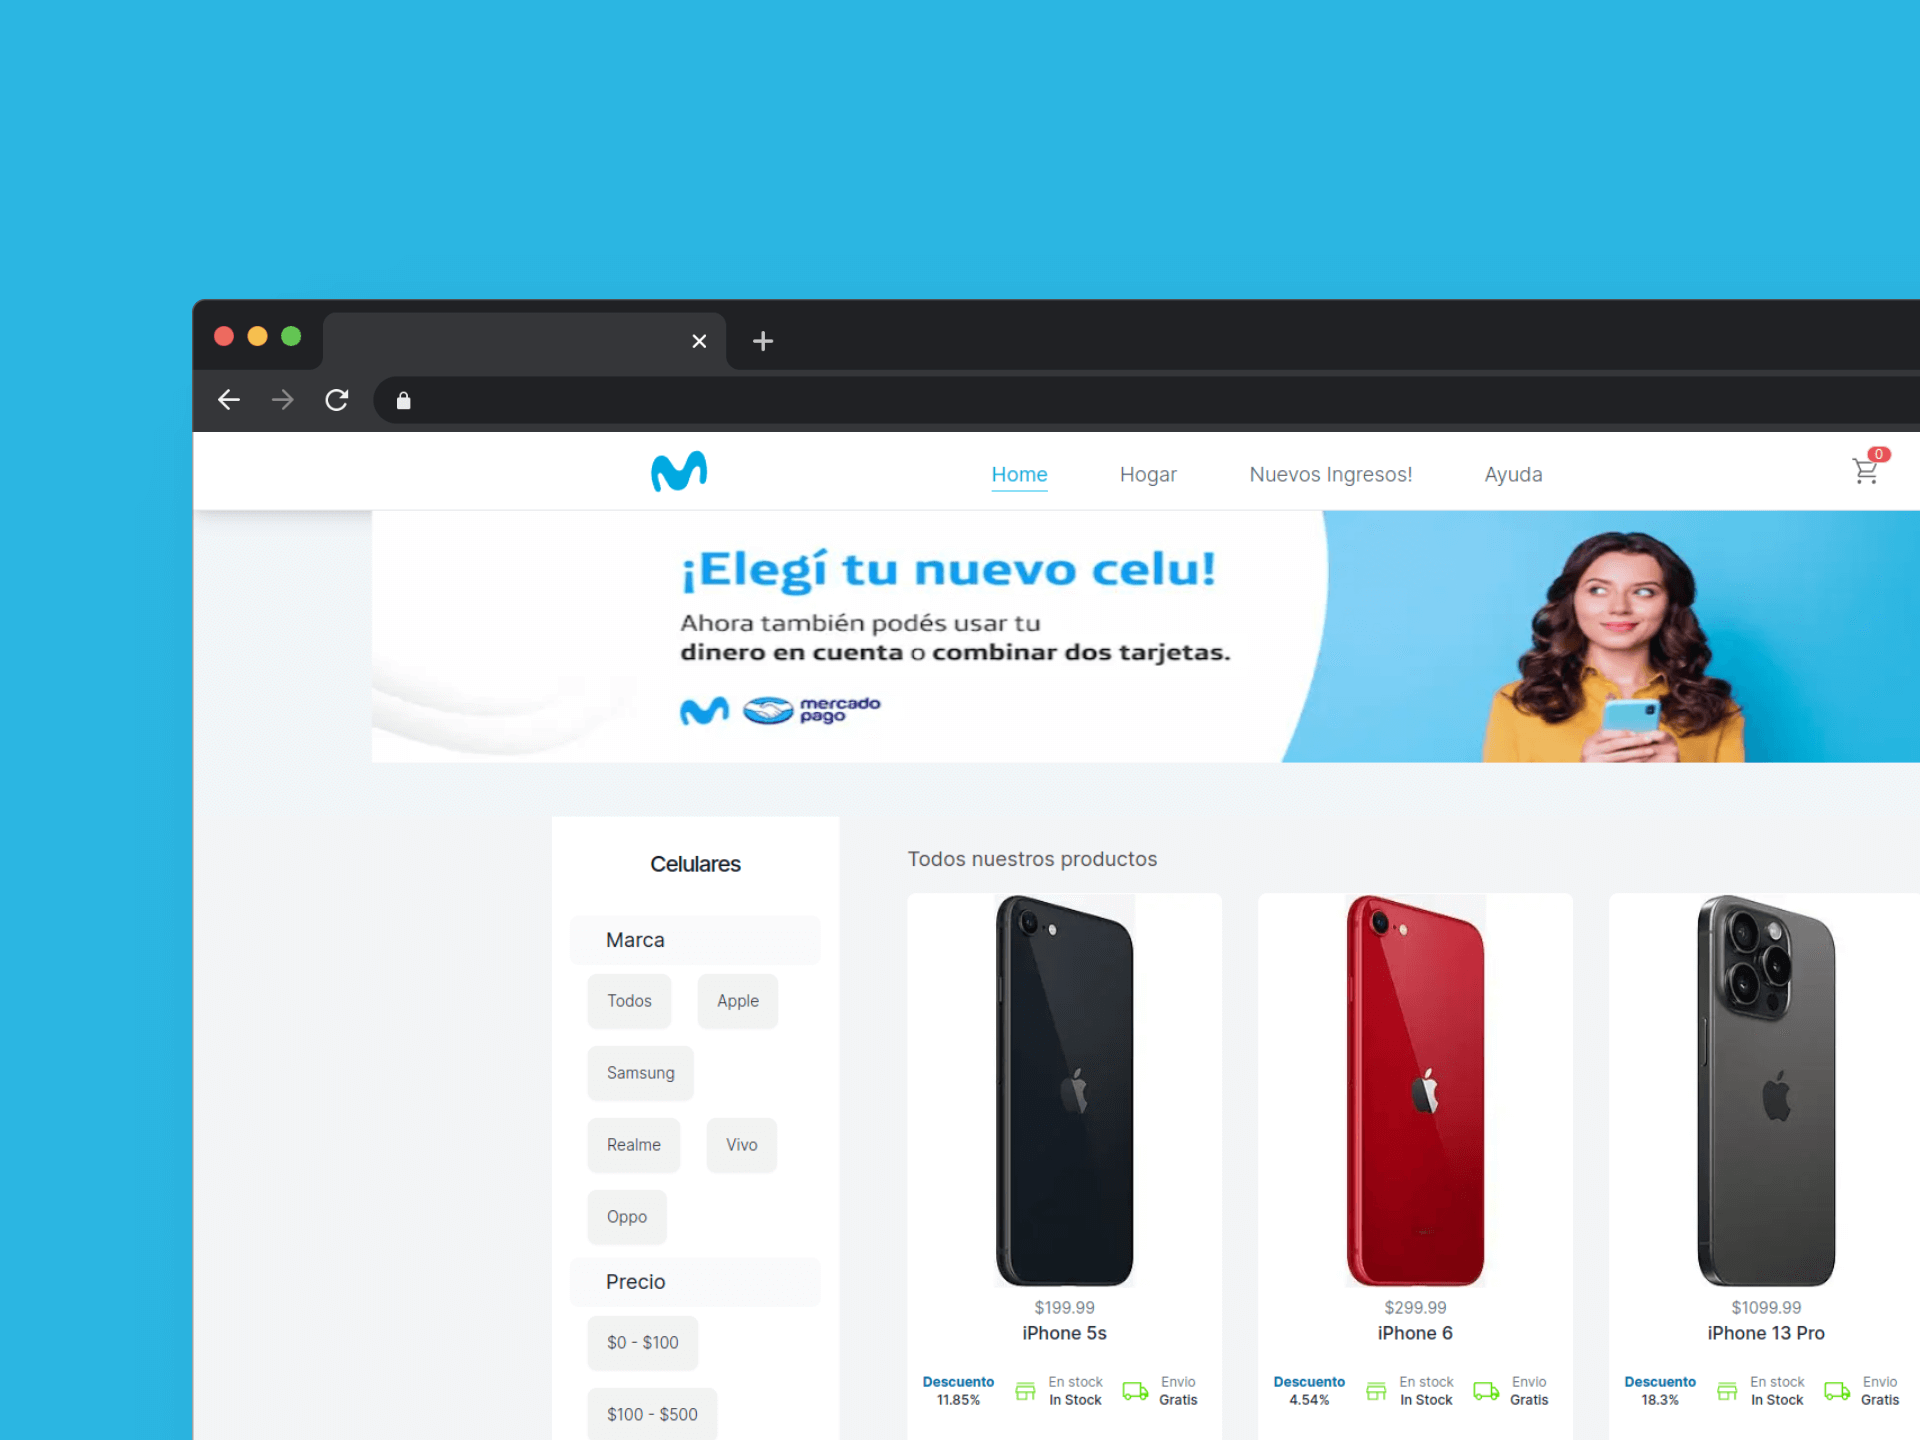 Home Hogar Nuevos Ingresos! Ayuda 0
¡Elegí tu nuevo celu!
Ahora también podés usar tu
dinero en cuenta o combinar dos tarjetas.
mercado
pago
Celulares
Marca
Todos Apple
Samsung
Realme Vivo
Oppo
Precio
$0 - $100
$100 - $500
Todos nuestros productos
$199.99
iPhone 5s
Descuento En stock Envio
11.85% In Stock Gratis
$299.99
iPhone 6
Descuento En stock Envio
4.54% In Stock Gratis
$1099.99
iPhone 13 Pro
Descuento En stock Envio
18.3% In Stock Gratis